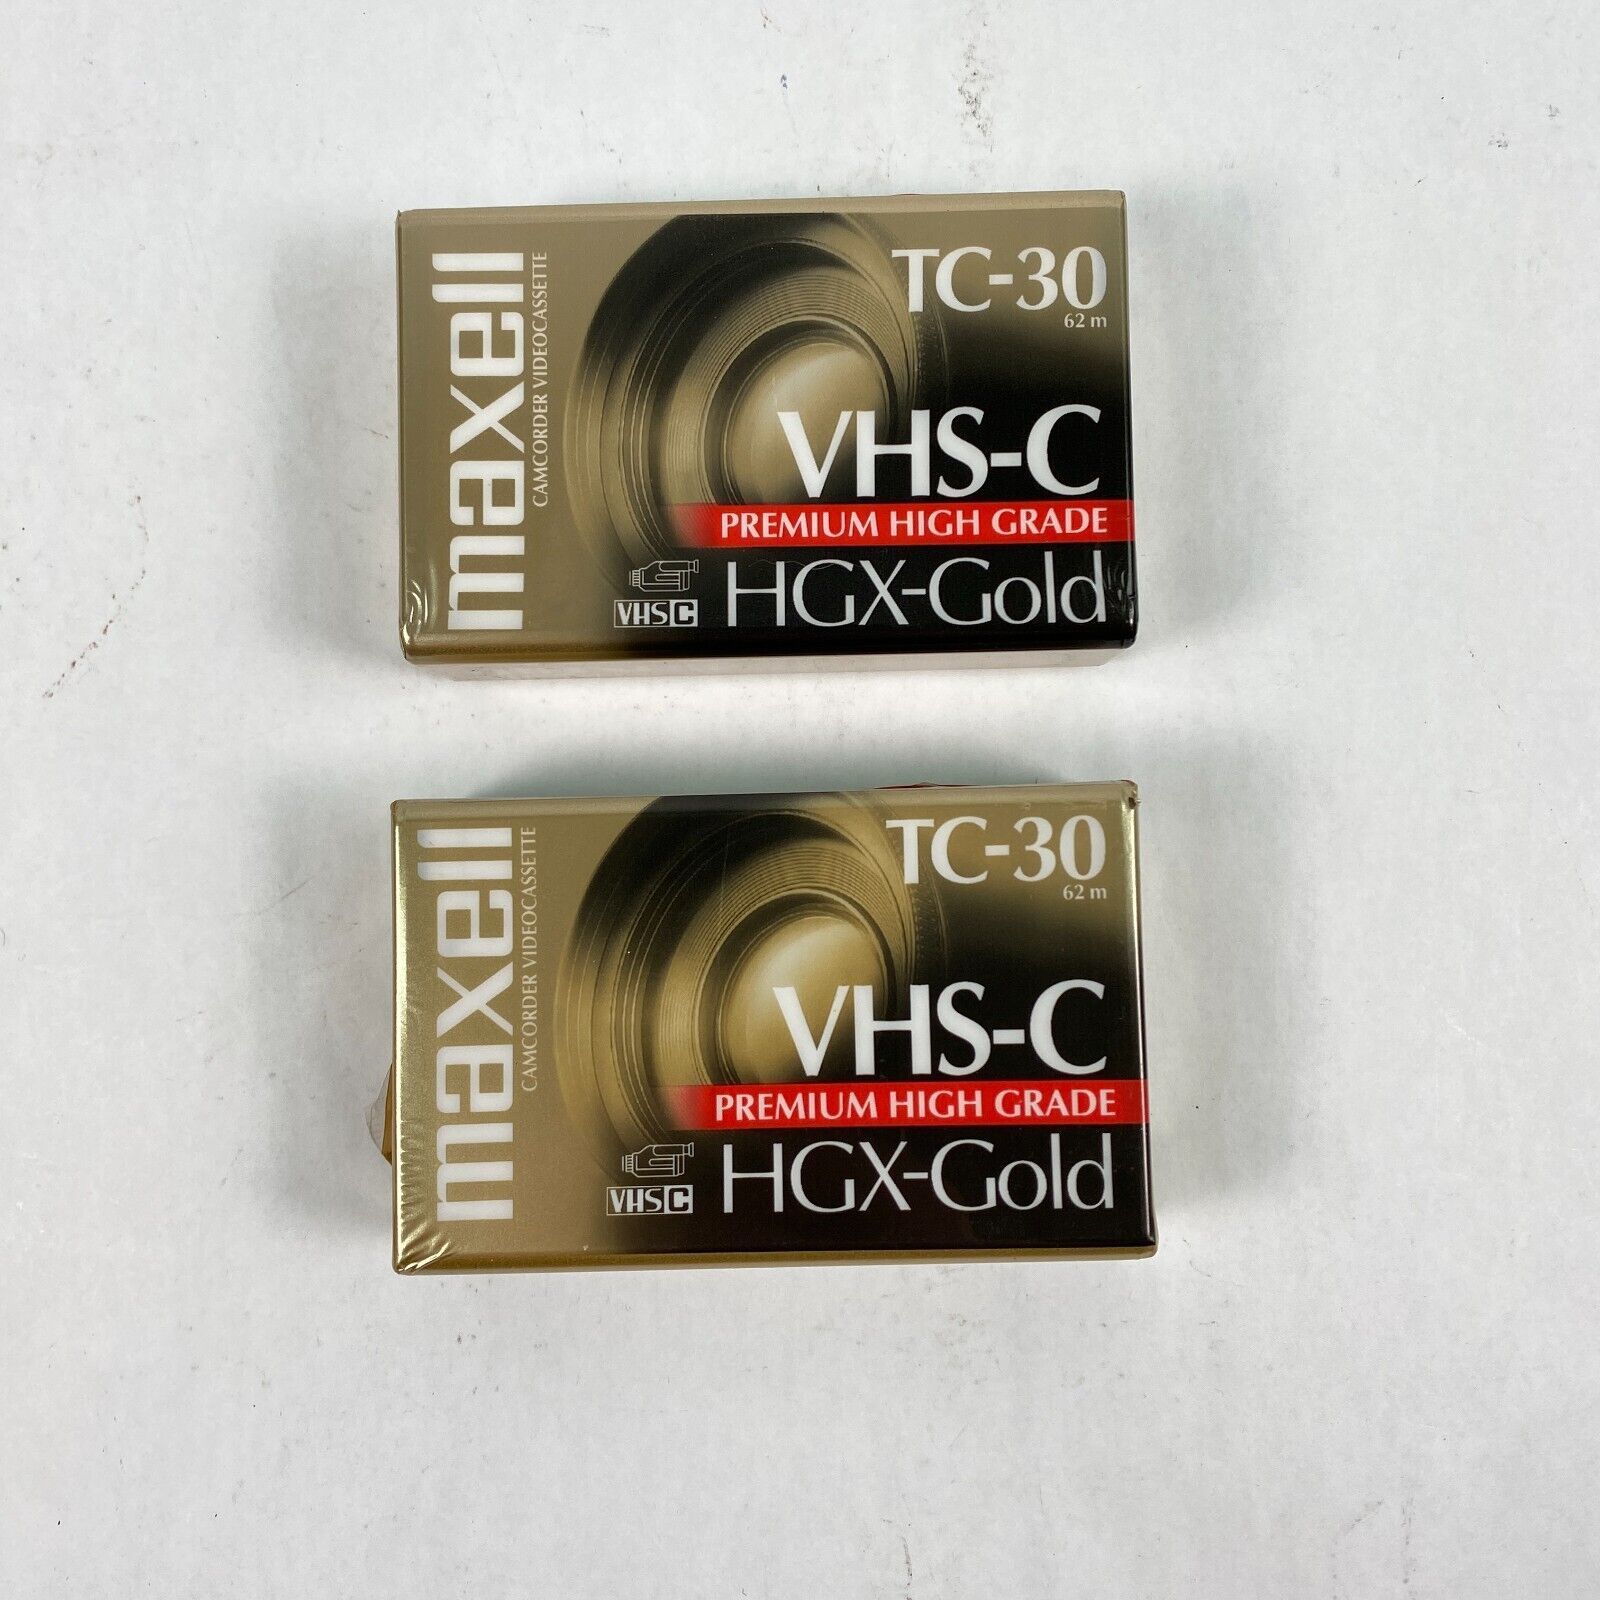 maxell
CAMCORDER VIDEOCASSETTE
TC-30
62 m
VHS-C
PREMIUM HIGH GRADE
VHS C
HGX-Gold
maxell
CAMCORDER VIDEOCASSETTE
TC-30
62 m
VHS-C
PREMIUM HIGH GRADE
VHS C
HGX-Gold